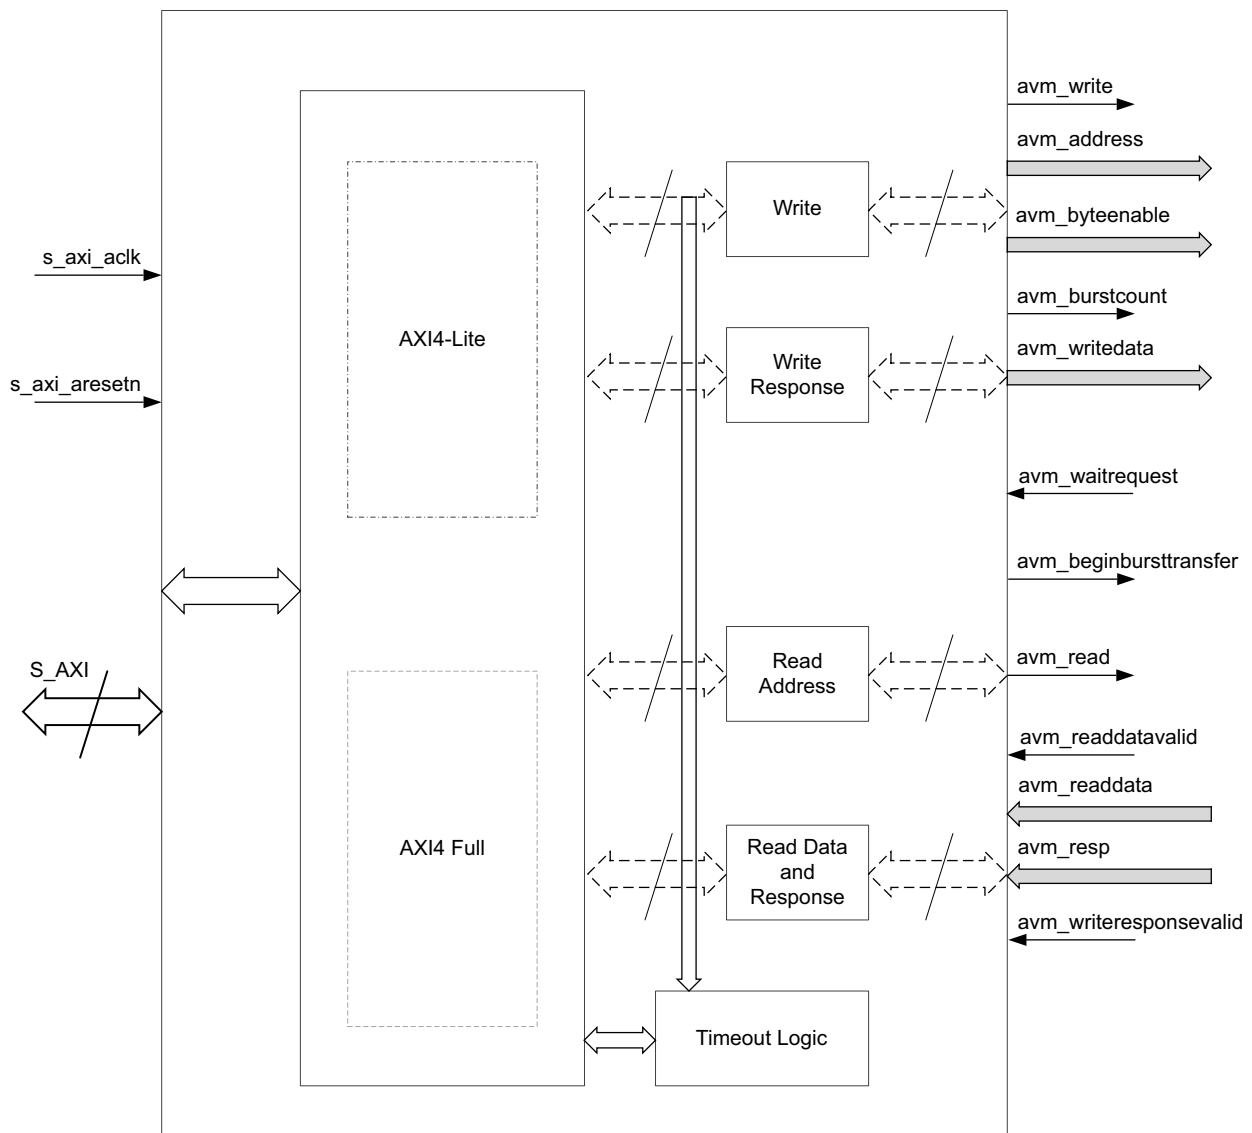 avm_write
avm_address
Write
avm_byteenable
s_axi_aclk
avm_burstcount
AXI4-Lite
Write
Response
avm_writedata
s_axi_aresetn
avm_waitrequest
avm_beginbursttransfer
S_AXI
Read
Address
avm_read
avm_readdatavalid
avm_readdata
AXI4 Full
Read Data
and
Response
avm_resp
avm_writeresponsevalid
Timeout Logic